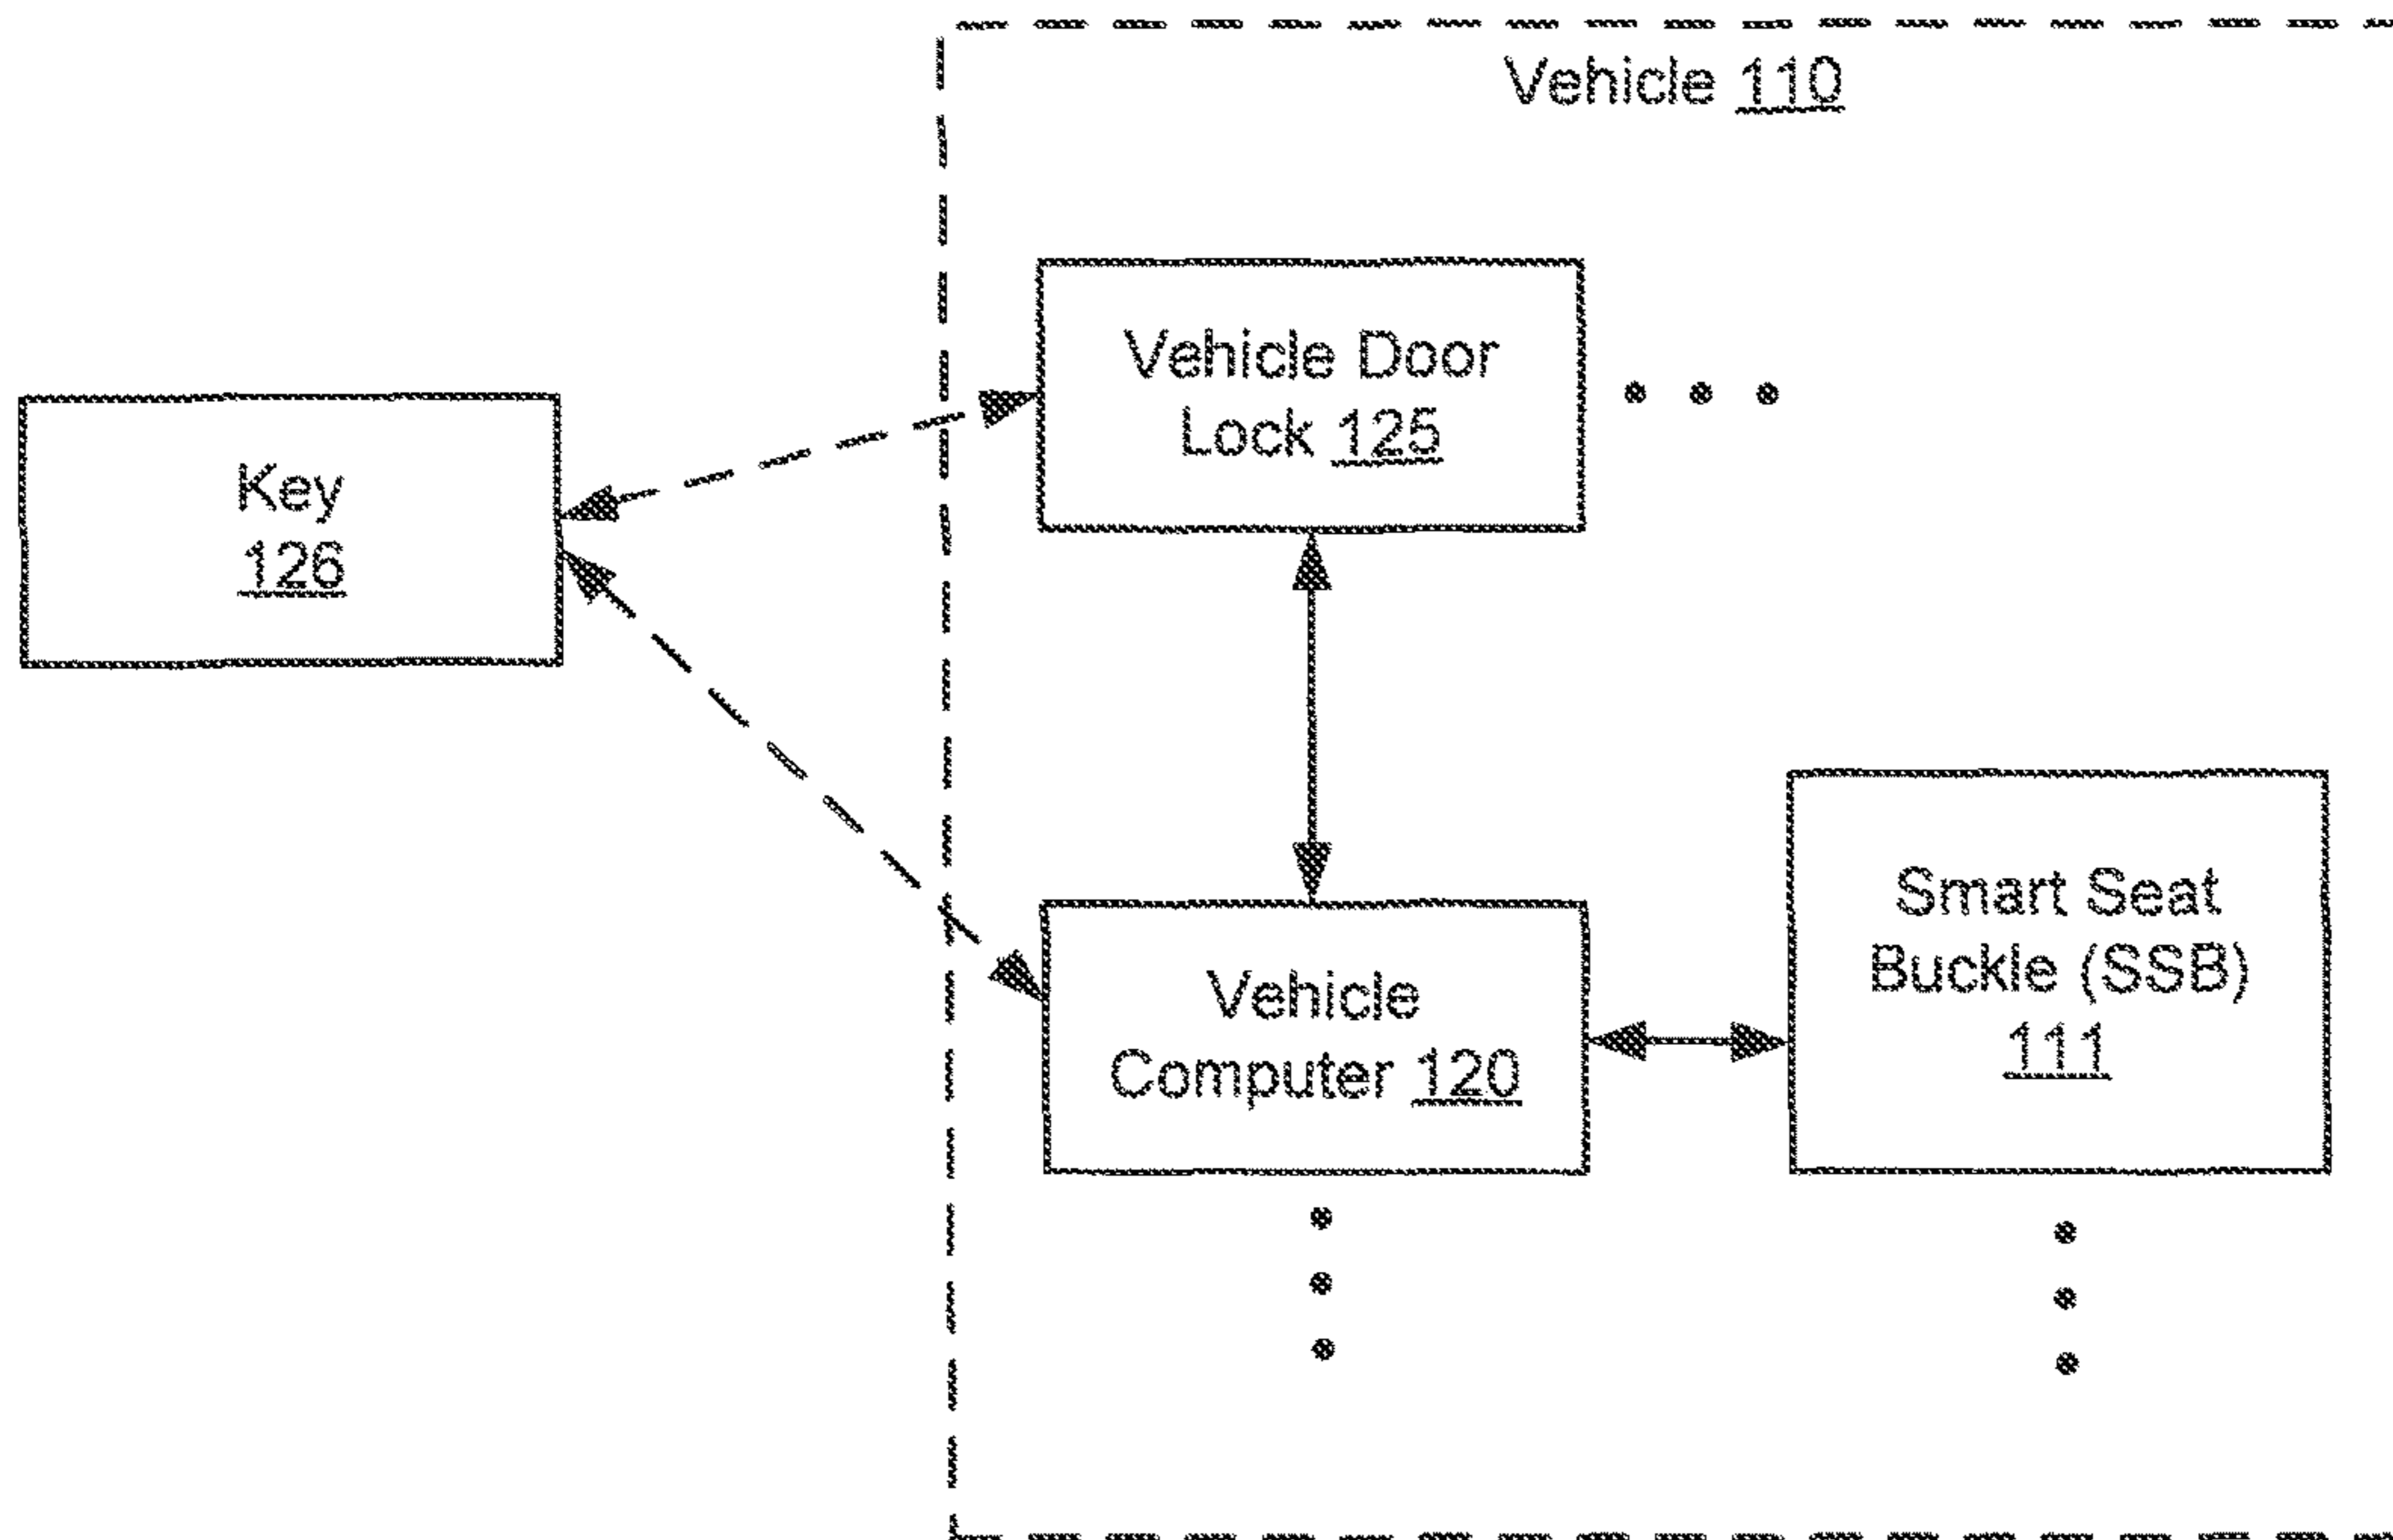 Vehicle 110
Vehicle Door
Lock 125
Key
126
Smart Seat
Buckle (SSB)
111
Vehicle
Computer 120